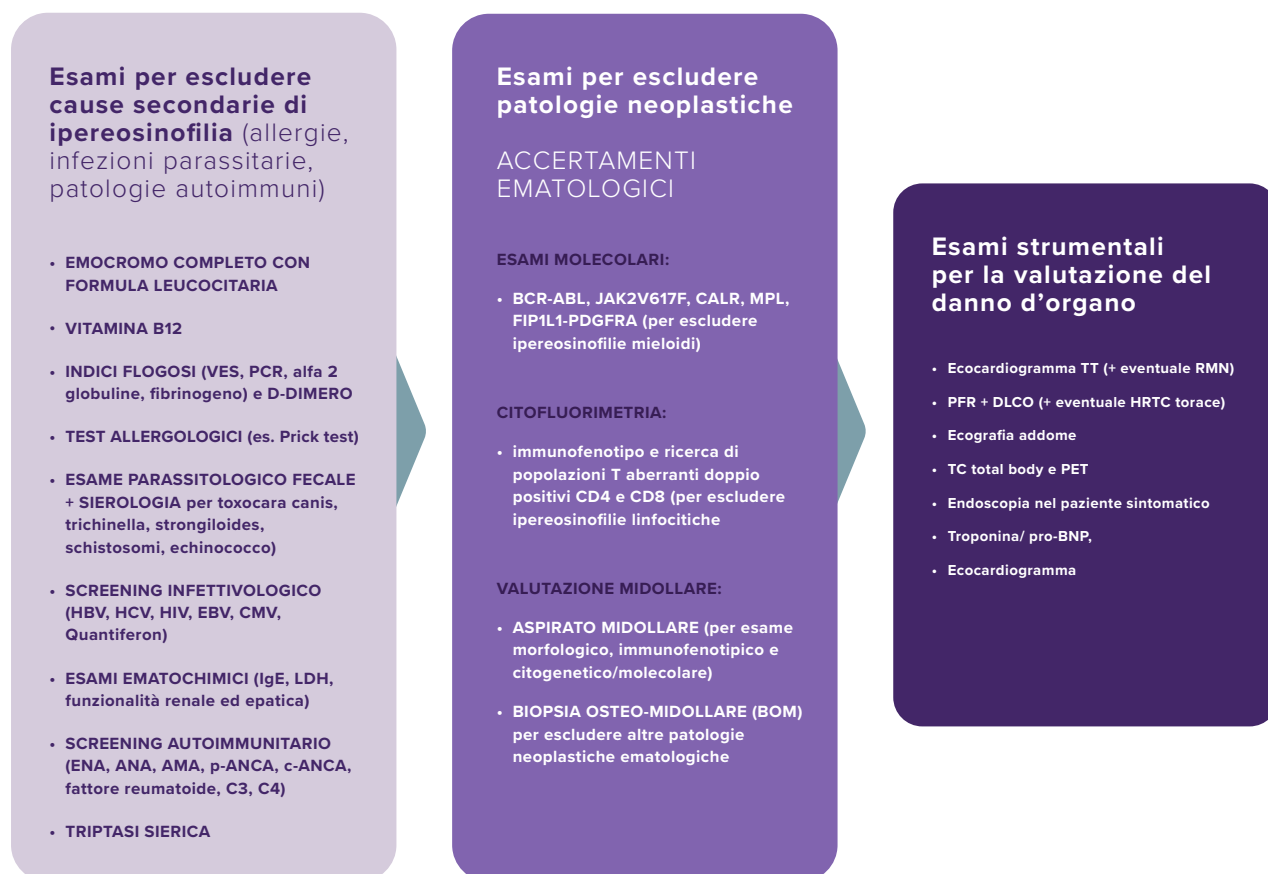 Esami per escludere
cause secondarie di
ipereosinofilia (allergie,
infezioni parassitarie,
patologie autoimmuni)
• EMOCROMO COMPLETO CON
FORMULA LEUCOCITARIA
• VITAMINA B12
• INDICI FLOGOSI (VES, PCR, alfa 2
globuline, fibrinogeno) e D-DIMERO
• TEST ALLERGOLOGICI (es. Prick test)
• ESAME PARASSITOLOGICO FECALE
+ SIEROLOGIA per toxocara canis,
trichinella, strongiloides,
schistosomi, echinococco)
• SCREENING INFETTIVOLOGICO
(HBV, HCV, HIV, EBV, CMV,
Quantiferon)
• ESAMI EMATOCHIMICI (IgE, LDH,
funzionalità renale ed epatica)
• SCREENING AUTOIMMUNITARIO
(ENA, ANA, AMA, p-ANCA, c-ANCA,
fattore reumatoide, C3, C4)
• TRIPTASI SIERICA
Esami per escludere
patologie neoplastiche
ACCERTAMENTI
EMATOLOGICI
ESAMI MOLECOLARI:
• BCR-ABL, JAK2V617F, CALR, MPL,
FIP1L1-PDGFRA (per escludere
ipereosinofilie mieloidi)
CITOFLUORIMETRIA:
• immunofenotipo e ricerca di
popolazioni T aberranti doppio
positivi CD4 e CD8 (per escludere
ipereosinofilie linfocitiche
VALUTAZIONE MIDOLLARE:
• ASPIRATO MIDOLLARE (per esame
morfologico, immunofenotipico e
citogenetico/molecolare)
• BIOPSIA OSTEO-MIDOLLARE (BOM)
per escludere altre patologie
neoplastiche ematologiche
Esami strumentali
per la valutazione del
danno d’organo
• Ecocardiogramma TT (+ eventuale RMN)
• PFR + DLCO (+ eventuale HRTC torace)
• Ecografia addome
• TC total body e PET
• Endoscopia nel paziente sintomatico
• Troponina/ pro-BNP,
• Ecocardiogramma